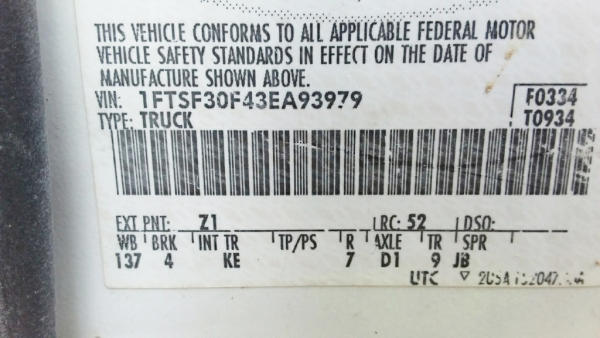 THIS VEHICLE CONFORMS TO ALL APPLICABLE FEDERAL MOTOR
VEHICLE SAFETY STANDARDS IN EFFECT ON THE DATE OF
MANUFACTURE SHOWN ABOVE.
VIN: 1FTSF30F43EA93979
F0334
TYPE: TRUCK
T0934
EXT PNT: Z1 RC: 52 DSO:
WB BRK INT TR TP/PS R AXLE TR SPR
137 4 KE 7 D1 9 JB
UTC